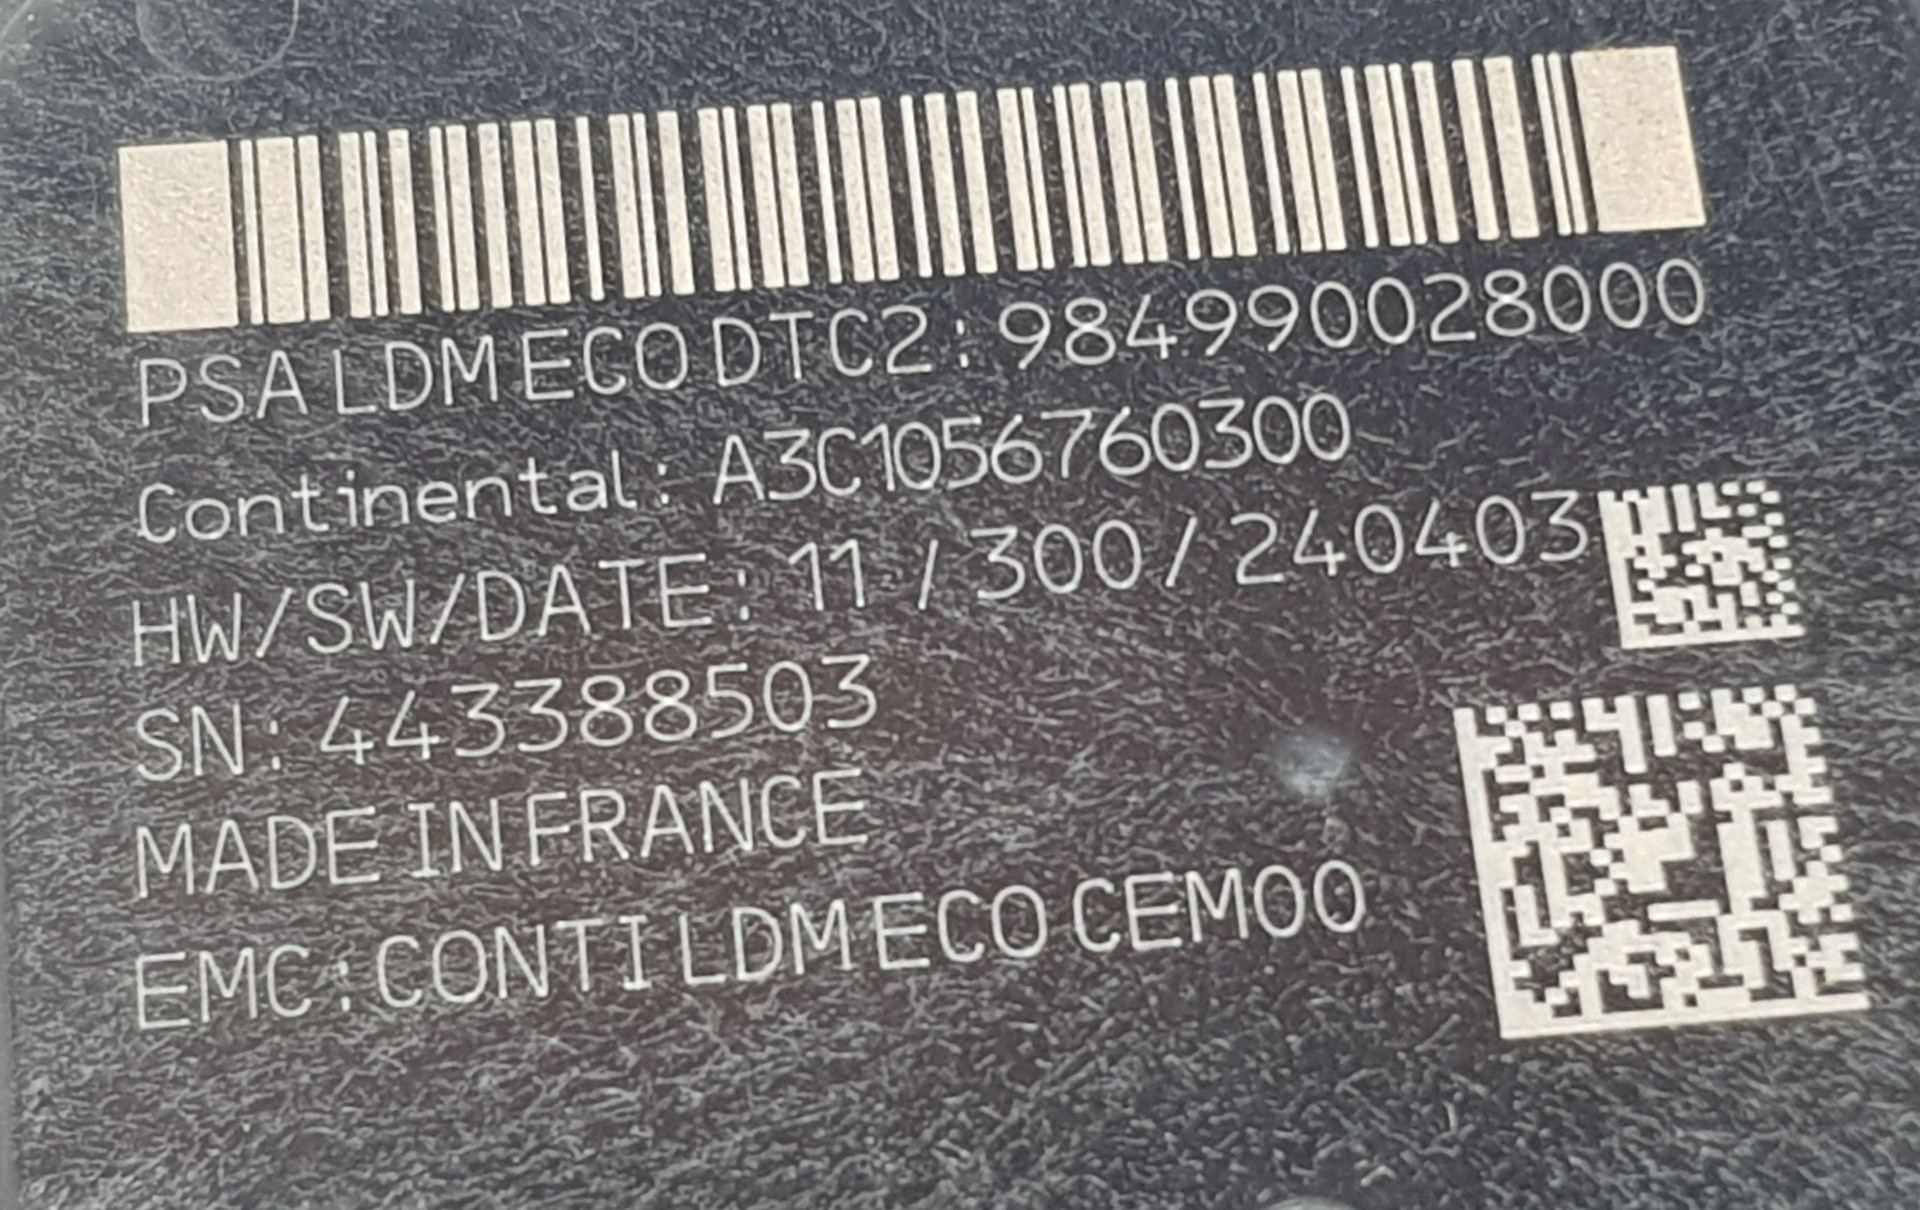 PSA LDM ECO DTC2: 984990028000
Continental: A3C1056760300
HW/SW/DATE: 11 / 300 / 240403
SN: 443388503
MADE IN FRANCE
EMC: CONTI LDM ECO CEM00